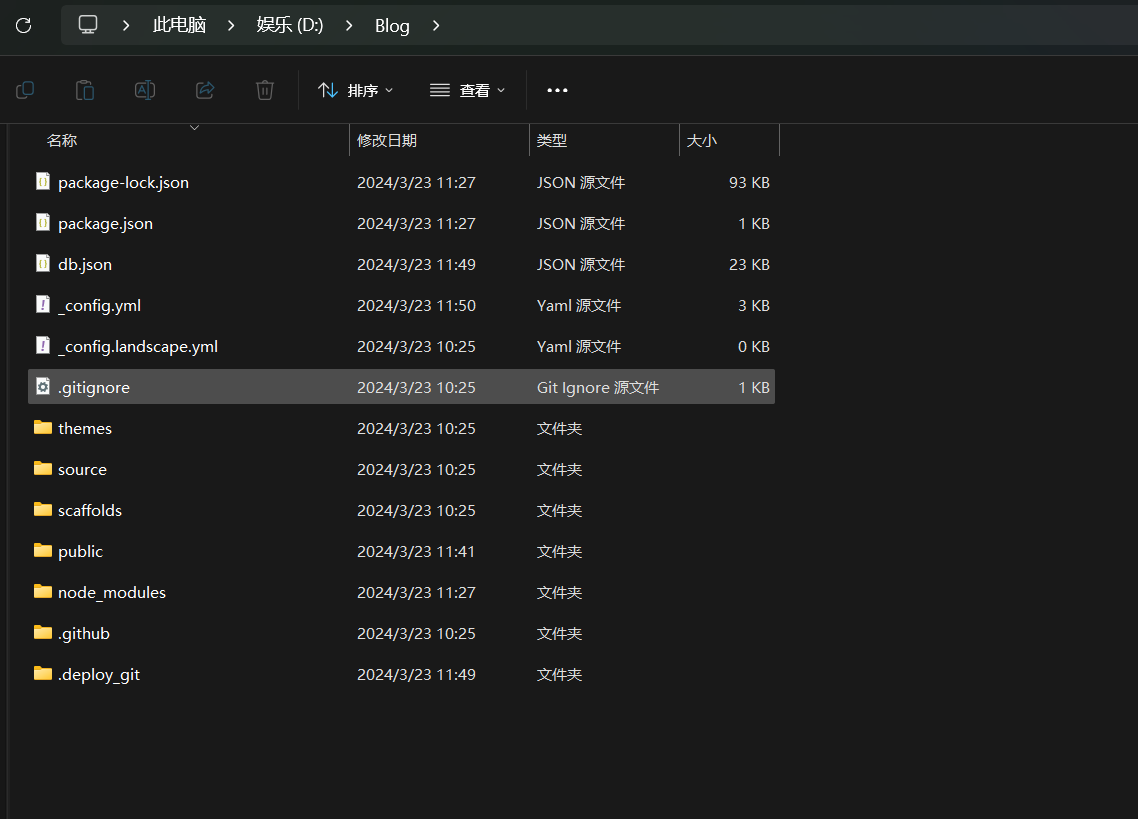 此电脑 娱乐 (D:) Blog
排序 查看
名称 修改日期 类型 大小
package-lock.json 2024/3/23 11:27 JSON 源文件 93 KB
package.json 2024/3/23 11:27 JSON 源文件 1 KB
db.json 2024/3/23 11:49 JSON 源文件 23 KB
_config.yml 2024/3/23 11:50 Yaml 源文件 3 KB
_config.landscape.yml 2024/3/23 10:25 Yaml 源文件 0 KB
.gitignore 2024/3/23 10:25 Git Ignore 源文件 1 KB
themes 2024/3/23 10:25 文件夹
source 2024/3/23 10:25 文件夹
scaffolds 2024/3/23 10:25 文件夹
public 2024/3/23 11:41 文件夹
node_modules 2024/3/23 11:27 文件夹
.github 2024/3/23 10:25 文件夹
.deploy_git 2024/3/23 11:49 文件夹